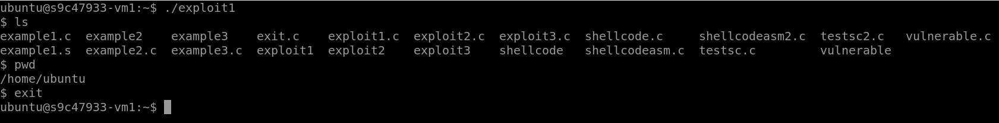 ubuntu@s9c47933-vm1:~$ ./exploit1
$ ls
example1.c  example2    example3    exit.c    exploit1.c  exploit2.c  exploit3.c  shellcode.c     shellcodeasm2.c  testsc2.c   vulnerable.c
example1.s  example2.c  example3.c  exploit1  exploit2    exploit3    shellcode   shellcodeasm.c  testsc.c         vulnerable
$ pwd
/home/ubuntu
$ exit
ubuntu@s9c47933-vm1:~$